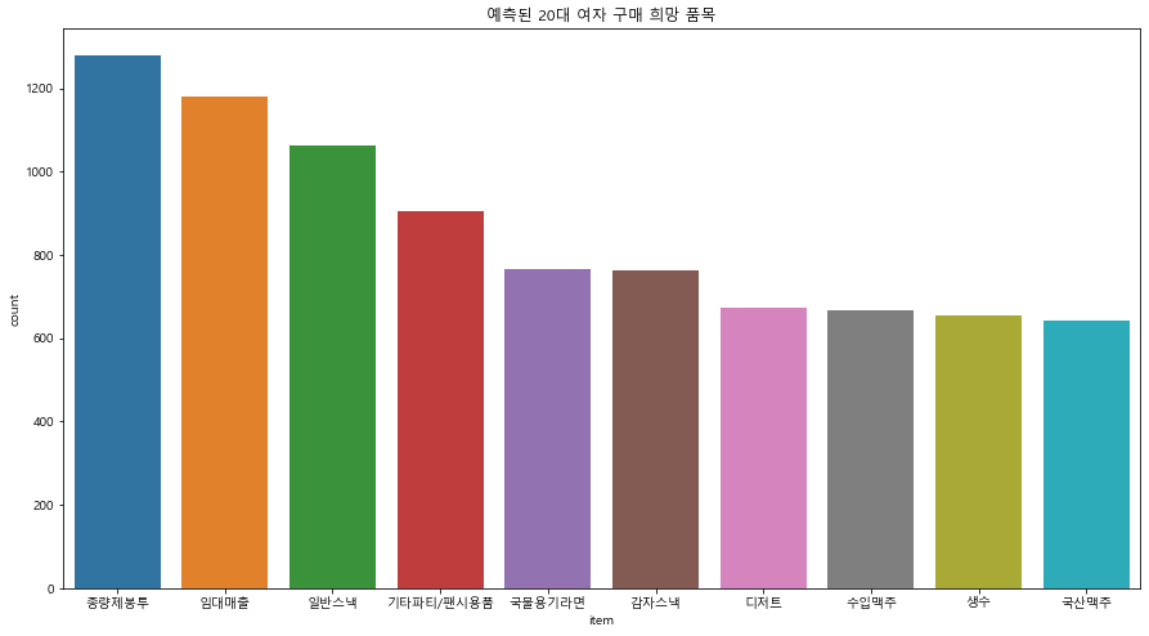 예측된 20대 여자 구매 희망 품목
count
1200
1000
800
600
400
200
0
종량제봉투 임대매출 일반스낵 기타파티/팬시용품 국물용기라면 감자스낵 디저트 수입맥주 생수 국산맥주
item